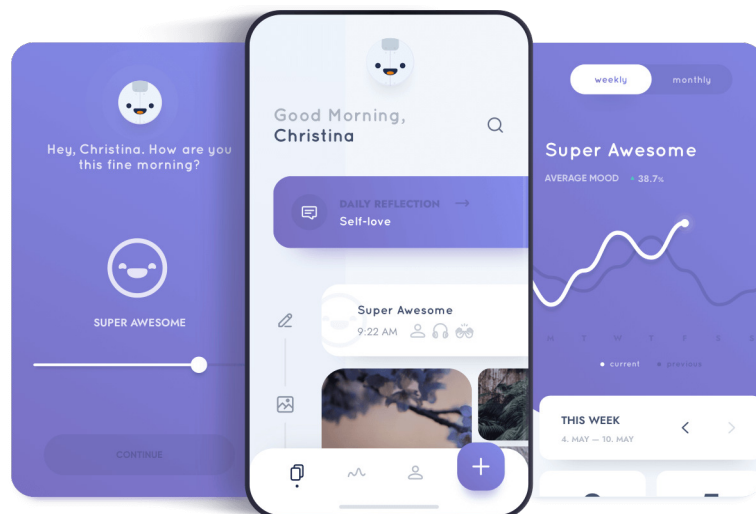 Hey, Christina. How are you
this fine morning?
SUPER AWESOME
CONTINUE
Good Morning,
Christina
DAILY REFLECTION →
Self-love
Super Awesome
9:22 AM
weekly
monthly
Super Awesome
AVERAGE MOOD + 38.7%
M T W T F S S
current
previous
THIS WEEK
4. MAY — 10. MAY